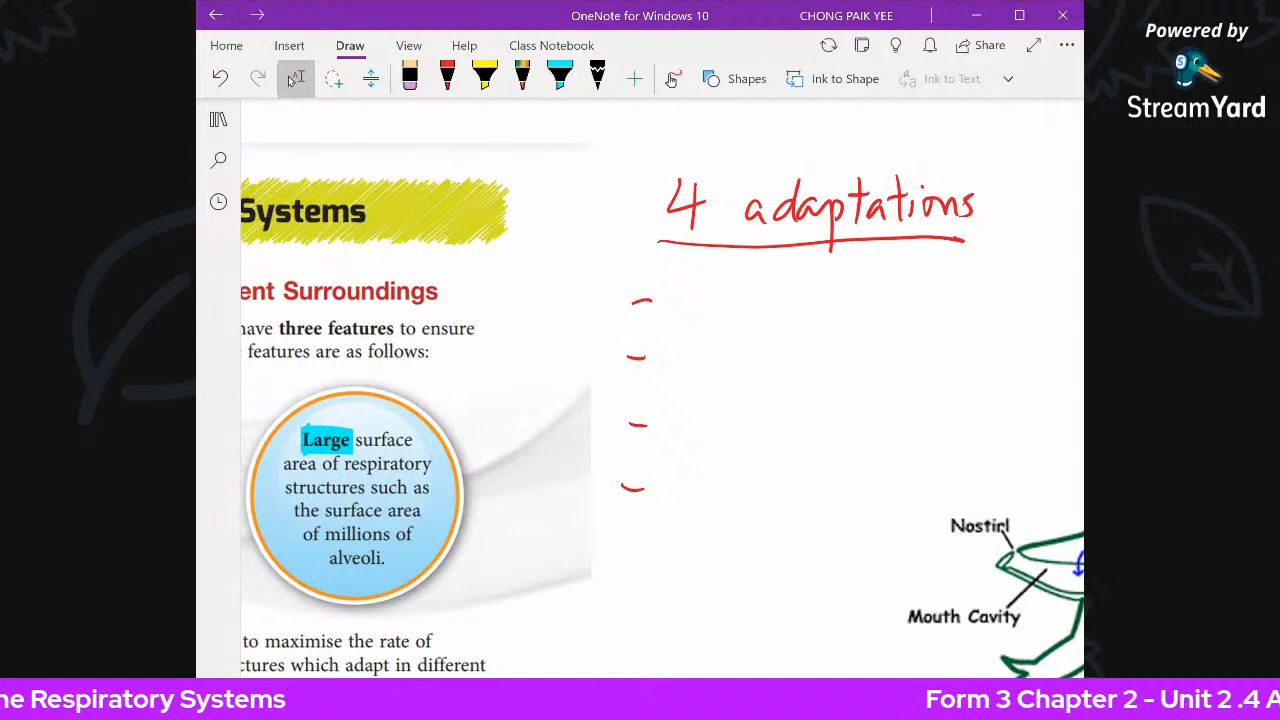 OneNote for Windows 10
CHONG PAIK YEE
Powered by
StreamYard
Home Insert Draw View Help Class Notebook Share
Shapes Ink to Shape Ink to Text
Systems
ent Surroundings
have three features to ensure
features are as follows:
Large surface
area of respiratory
structures such as
the surface area
of millions of
alveoli.
to maximise the rate of
ctures which adapt in different
4 adaptations
Nostirl
Mouth Cavity
ne Respiratory Systems
Form 3 Chapter 2 - Unit 2 .4 A